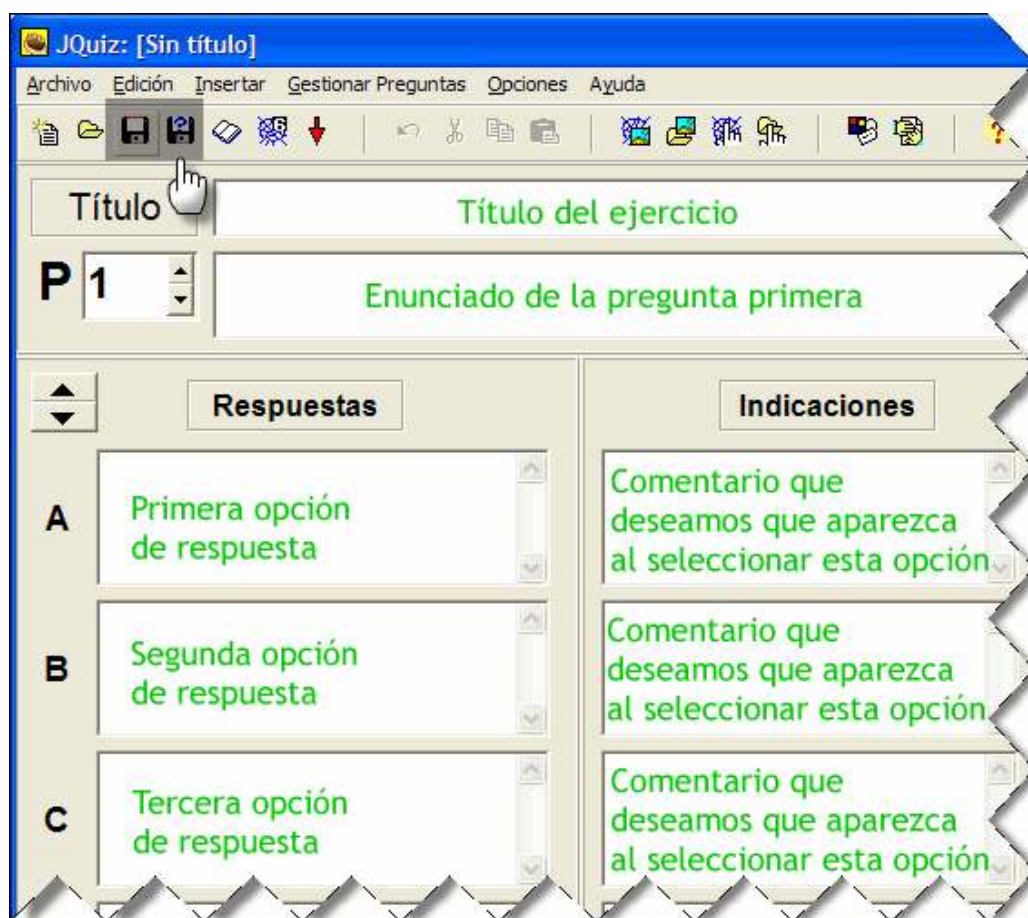 JQuiz: [Sin título]
Archivo Edición Insertar Gestionar Preguntas Opciones Ayuda
Título
Título del ejercicio
P 1
Enunciado de la pregunta primera
Respuestas
Indicaciones
A
Primera opción
de respuesta
Comentario que
deseamos que aparezca
al seleccionar esta opción
B
Segunda opción
de respuesta
Comentario que
deseamos que aparezca
al seleccionar esta opción
C
Tercera opción
de respuesta
Comentario que
deseamos que aparezca
al seleccionar esta opción